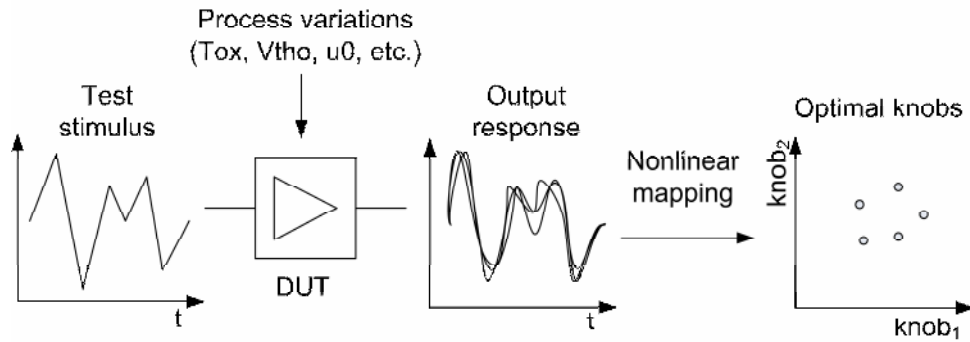 Process variations
(Tox, Vtho, u0, etc.)
Test
stimulus
t
DUT
Output
response
t
Nonlinear
mapping
Optimal knobs
knob₂
knob₁